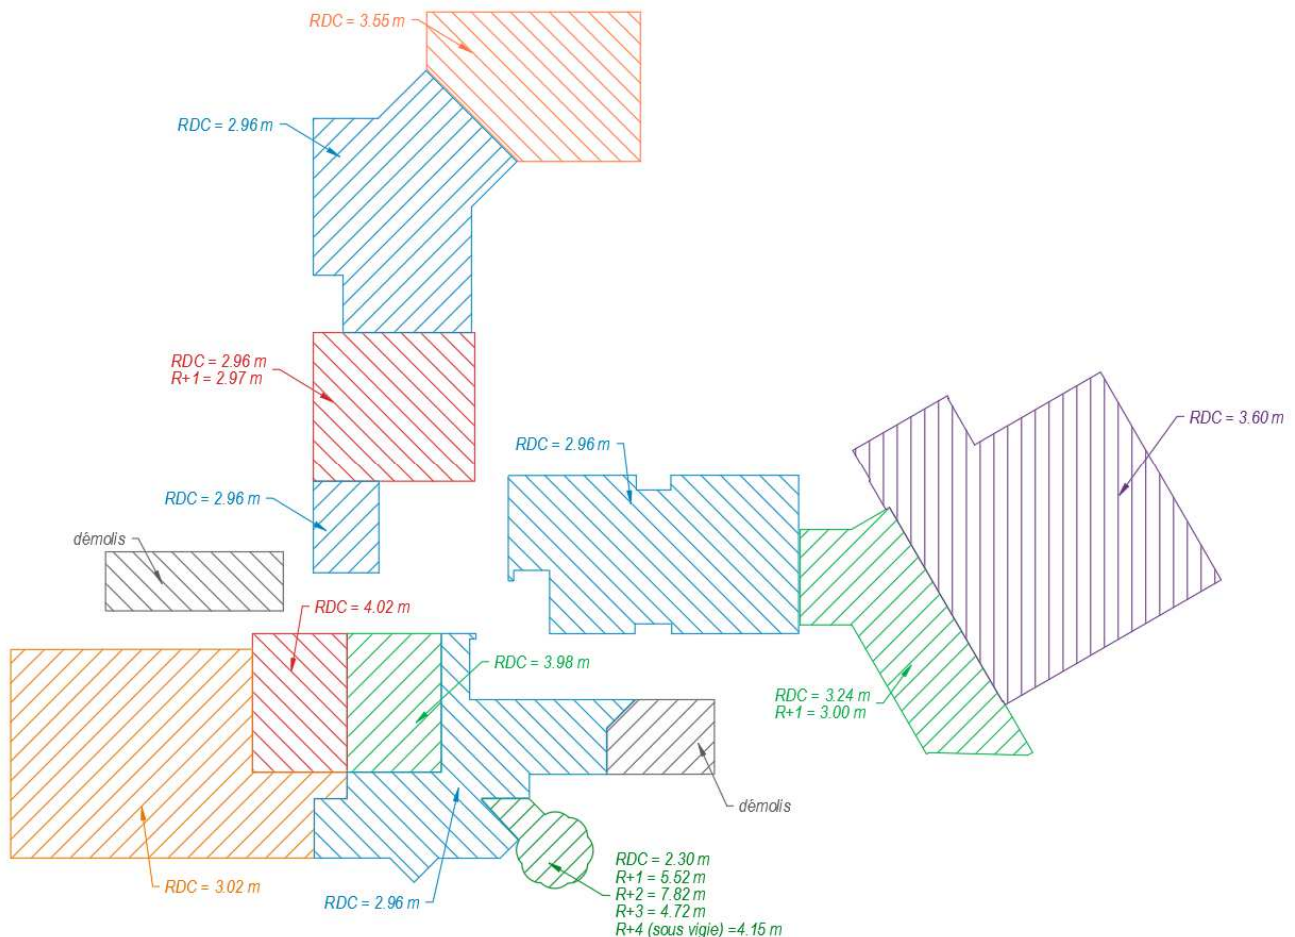 RDC = 3.55 m
RDC = 2.96 m
RDC = 2.96 m
R+1 = 2.97 m
RDC = 3.60 m
RDC = 2.96 m
RDC = 2.96 m
démolis
RDC = 4.02 m
RDC = 3.98 m
RDC = 3.24 m
R+1 = 3.00 m
démolis
RDC = 2.30 m
R+1 = 5.52 m
R+2 = 7.82 m
R+3 = 4.72 m
R+4 (sous vigie) =4.15 m
RDC = 3.02 m
RDC = 2.96 m